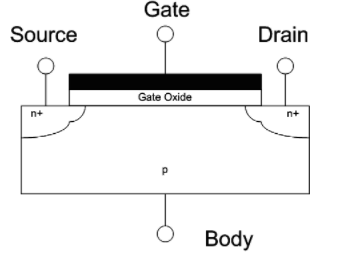 Gate
Source
Drain
Gate Oxide
n+
n+
p
Body